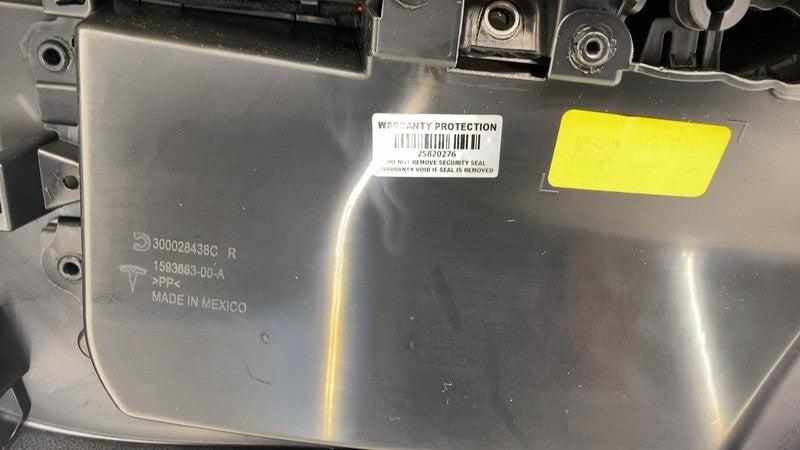 WARRANTY PROTECTION
25820276
DO NOT REMOVE SECURITY SEAL
WARRANTY VOID IF SEAL IS REMOVED
300028438C R
1593863-00-A
>PP<
MADE IN MEXICO